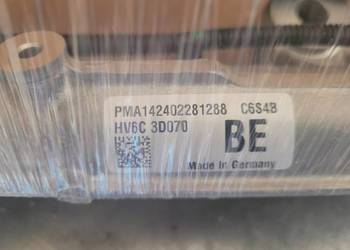 PMA142402281288 C6S4B
HV6C 3D070 BE
Made in Germany